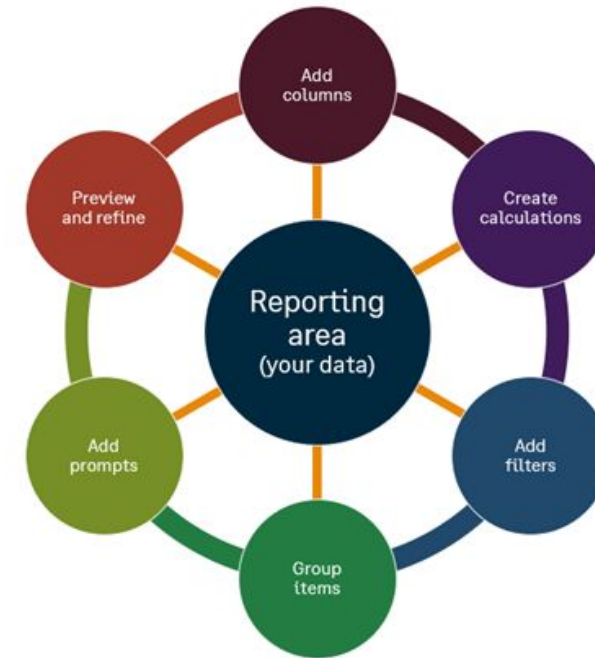 Add
columns
Create
calculations
Add
filters
Group
items
Add
prompts
Preview
and refine
Reporting
area
(your data)